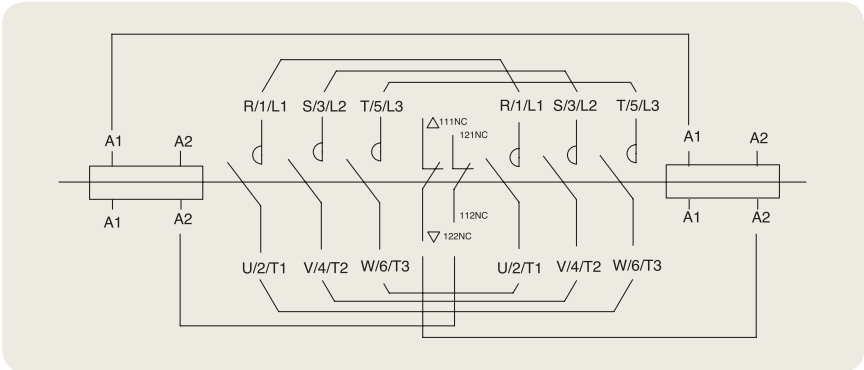 R/1/L1 S/3/L2 T/5/L3 111NC R/1/L1 S/3/L2 T/5/L3
A1 A2 121NC A1 A2
A1 A2 112NC A1 A2
122NC
U/2/T1 V/4/T2 W/6/T3 U/2/T1 V/4/T2 W/6/T3